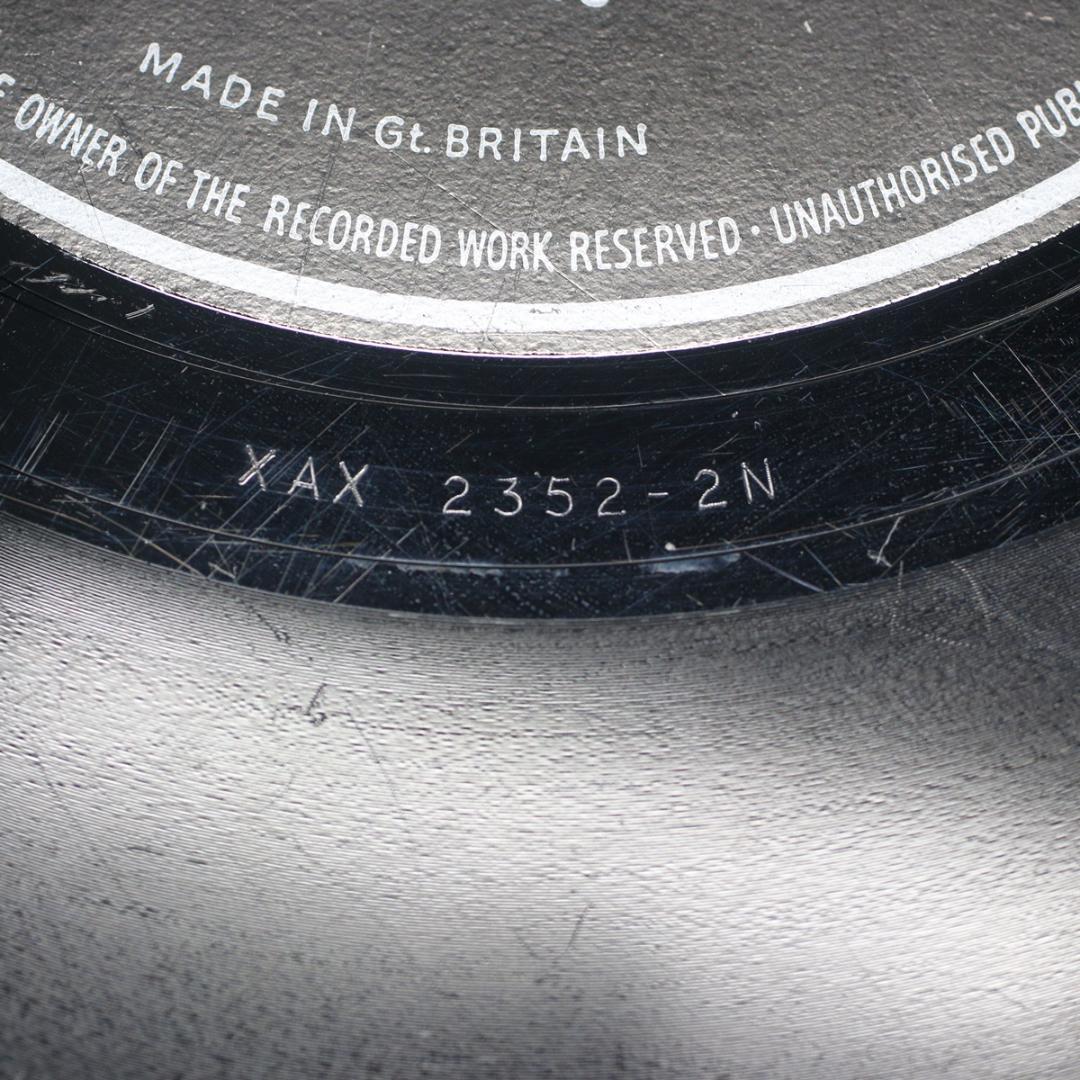 MADE IN Gt. BRITAIN
OWNER OF THE RECORDED WORK RESERVED · UNAUTHORISED
XAX 2352-2N